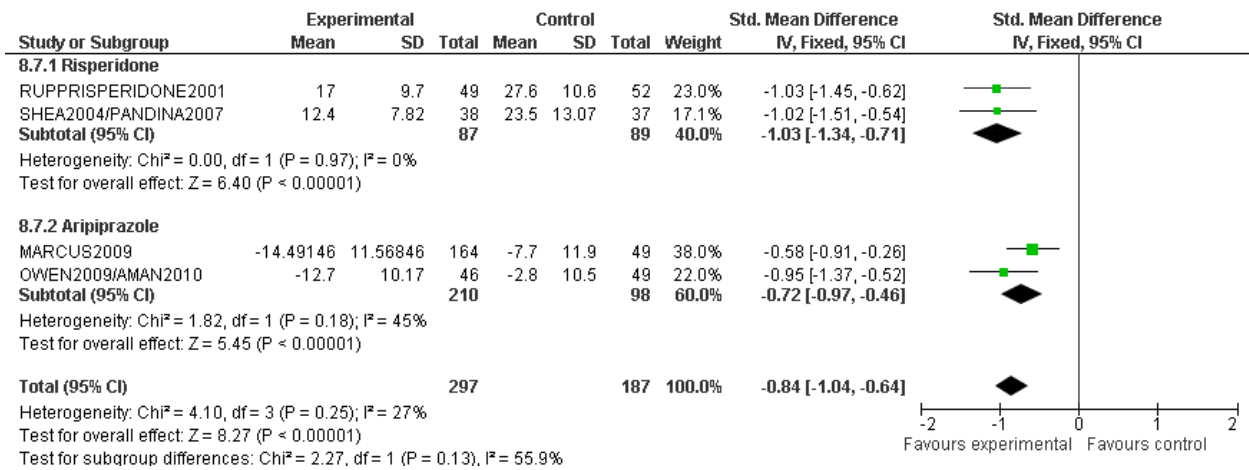 Experimental Control Std. Mean Difference Std. Mean Difference
Study or Subgroup Mean SD Total Mean SD Total Weight IV, Fixed, 95% CI IV, Fixed, 95% CI
8.7.1 Risperidone
RUPPRISPERIDONE2001 17 9.7 49 27.6 10.6 52 23.0% -1.03 [-1.45, -0.62]
SHEA2004/PANDINA2007 12.4 7.82 38 23.5 13.07 37 17.1% -1.02 [-1.51, -0.54]
Subtotal (95% CI) 87 89 40.0% -1.03 [-1.34, -0.71]
Heterogeneity: Chi² = 0.00, df = 1 (P = 0.97); I² = 0%
Test for overall effect: Z = 6.40 (P < 0.00001)
8.7.2 Aripiprazole
MARCUS2009 -14.49146 11.56846 164 -7.7 11.9 49 38.0% -0.58 [-0.91, -0.26]
OWEN2009/AMAN2010 -12.7 10.17 46 -2.8 10.5 49 22.0% -0.95 [-1.37, -0.52]
Subtotal (95% CI) 210 98 60.0% -0.72 [-0.97, -0.46]
Heterogeneity: Chi² = 1.82, df = 1 (P = 0.18); I² = 45%
Test for overall effect: Z = 5.45 (P < 0.00001)
Total (95% CI) 297 187 100.0% -0.84 [-1.04, -0.64]
Heterogeneity: Chi² = 4.10, df = 3 (P = 0.25); I² = 27%
Test for overall effect: Z = 8.27 (P < 0.00001)
Test for subgroup differences: Chi² = 2.27, df = 1 (P = 0.13), I² = 55.9%
-2 -1 0 1 2
Favours experimental Favours control